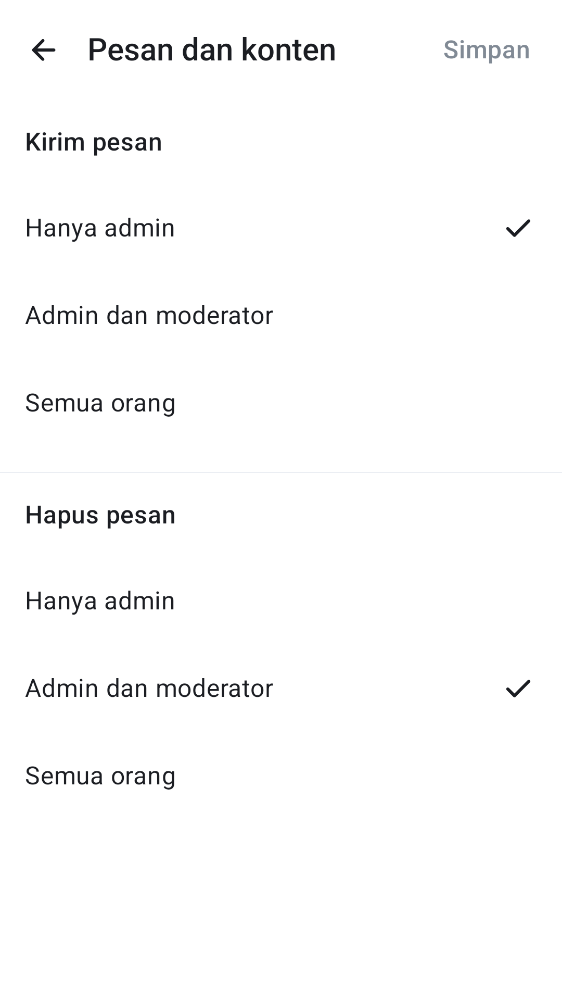 Pesan dan konten
Simpan
Kirim pesan
Hanya admin
Admin dan moderator
Semua orang
Hapus pesan
Hanya admin
Admin dan moderator
Semua orang